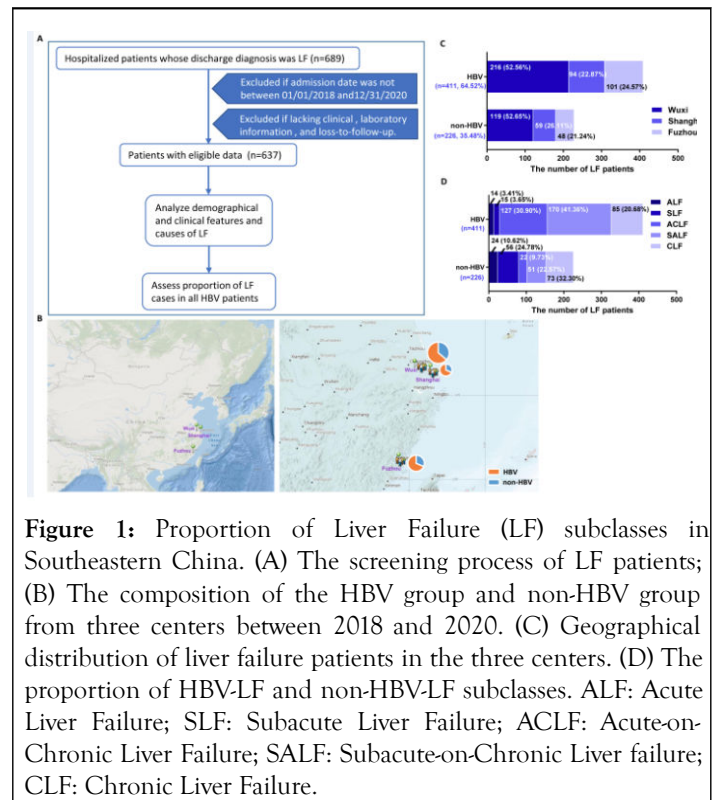 A
Hospitalized patients whose discharge diagnosis was LF (n=689)
Excluded if admission date was not
between 01/01/2018 and12/31/2020
Excluded if lacking clinical , laboratory
information , and loss-to-follow-up.
Patients with eligible data (n=637)
Analyze demographical
and clinical features and
causes of LF
Assess proportion of LF
cases in all HBV patients
C
216 (52.56%)
94 (22.87%)
101 (24.57%)
HBV
(n=411, 64.52%)
119 (52.65%)
59 (26.11%)
48 (21.24%)
non-HBV
(n=226, 35.48%)
Wuxi
Shangh
Fuzhou
0 100 200 300 400 500
The number of LF patients
D
14 (3.41%)
15 (3.65%)
127 (30.90%)
170 (41.36%)
85 (20.68%)
HBV
(n=411)
24 (10.62%)
56 (24.78%)
22 (9.73%)
51 (22.57%)
73 (32.30%)
non-HBV
(n=226)
ALF
SLF
ACLF
SALF
CLF
0 100 200 300 400 500
The number of LF patients
B
Wuxi
Shanghai
Fuzhou
Wuxi
Shanghai
Fuzhou
HBV
non-HBV
Figure 1: Proportion of Liver Failure (LF) subclasses in
Southeastern China. (A) The screening process of LF patients;
(B) The composition of the HBV group and non-HBV group
from three centers between 2018 and 2020. (C) Geographical
distribution of liver failure patients in the three centers. (D) The
proportion of HBV-LF and non-HBV-LF subclasses. ALF: Acute
Liver Failure; SLF: Subacute Liver Failure; ACLF: Acute-on-
Chronic Liver Failure; SALF: Subacute-on-Chronic Liver failure;
CLF: Chronic Liver Failure.